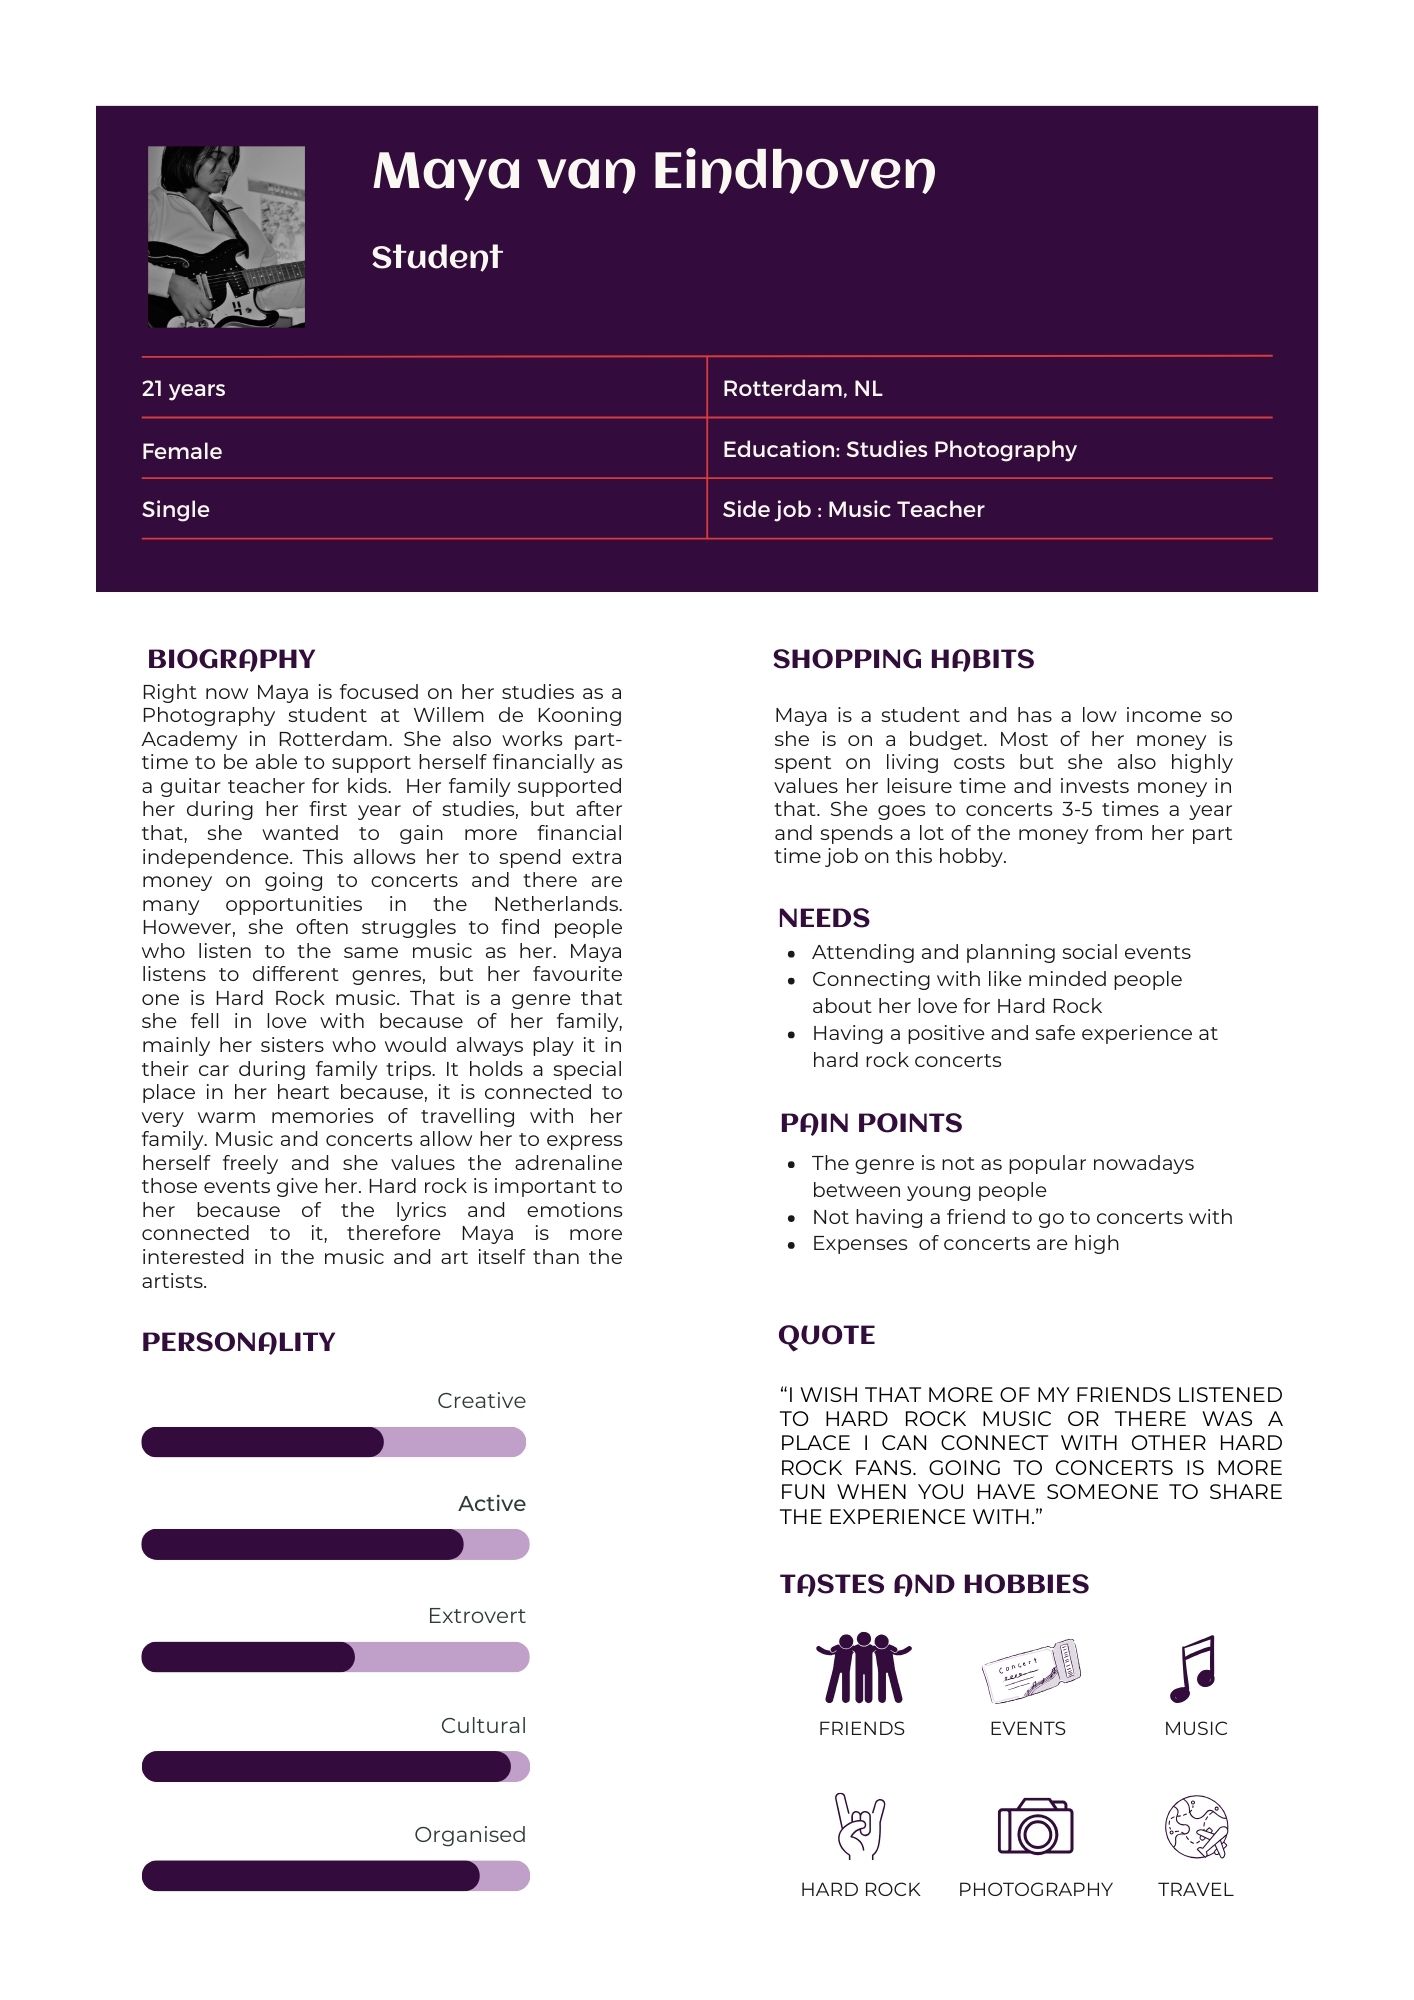 Maya van Eindhoven
Student
21 years
Rotterdam, NL
Female
Education: Studies Photography
Single
Side job : Music Teacher
BIOGRAPHY
Right now Maya is focused on her studies as a
Photography student at Willem de Kooning
Academy in Rotterdam. She also works part-
time to be able to support herself financially as
a guitar teacher for kids. Her family supported
her during her first year of studies, but after
that, she wanted to gain more financial
independence. This allows her to spend extra
money on going to concerts and there are
many opportunities in the Netherlands.
However, she often struggles to find people
who listen to the same music as her. Maya
listens to different genres, but her favourite
one is Hard Rock music. That is a genre that
she fell in love with because of her family,
mainly her sisters who would always play it in
their car during family trips. It holds a special
place in her heart because, it is connected to
very warm memories of travelling with her
family. Music and concerts allow her to express
herself freely and she values the adrenaline
those events give her. Hard rock is important to
her because of the lyrics and emotions
connected to it, therefore Maya is more
interested in the music and art itself than the
artists.
PERSONALITY
Creative
Active
Extrovert
Cultural
Organised
SHOPPING HABITS
Maya is a student and has a low income so
she is on a budget. Most of her money is
spent on living costs but she also highly
values her leisure time and invests money in
that. She goes to concerts 3-5 times a year
and spends a lot of the money from her part
time job on this hobby.
NEEDS
• Attending and planning social events
• Connecting with like minded people
about her love for Hard Rock
• Having a positive and safe experience at
hard rock concerts
PAIN POINTS
• The genre is not as popular nowadays
between young people
• Not having a friend to go to concerts with
• Expenses of concerts are high
QUOTE
“I WISH THAT MORE OF MY FRIENDS LISTENED
TO HARD ROCK MUSIC OR THERE WAS A
PLACE I CAN CONNECT WITH OTHER HARD
ROCK FANS. GOING TO CONCERTS IS MORE
FUN WHEN YOU HAVE SOMEONE TO SHARE
THE EXPERIENCE WITH.”
TASTES AND HOBBIES
Concert
FRIENDS
EVENTS
MUSIC
HARD ROCK
PHOTOGRAPHY
TRAVEL